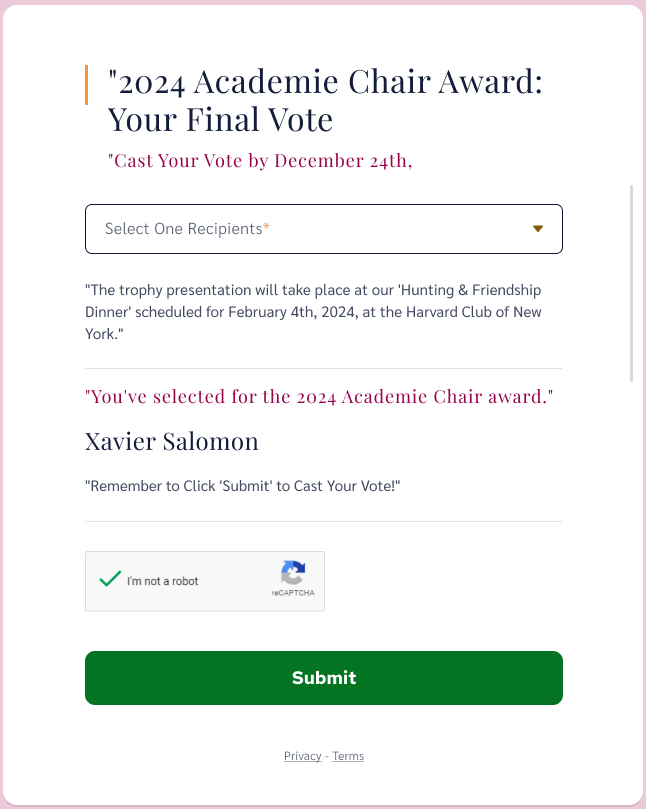 "2024 Academie Chair Award:
Your Final Vote
"Cast Your Vote by December 24th,
Select One Recipients*
"The trophy presentation will take place at our 'Hunting & Friendship
Dinner' scheduled for February 4th, 2024, at the Harvard Club of New
York."
"You've selected for the 2024 Academie Chair award."
Xavier Salomon
"Remember to Click 'Submit' to Cast Your Vote!"
I'm not a robot
reCAPTCHA
Submit
Privacy - Terms